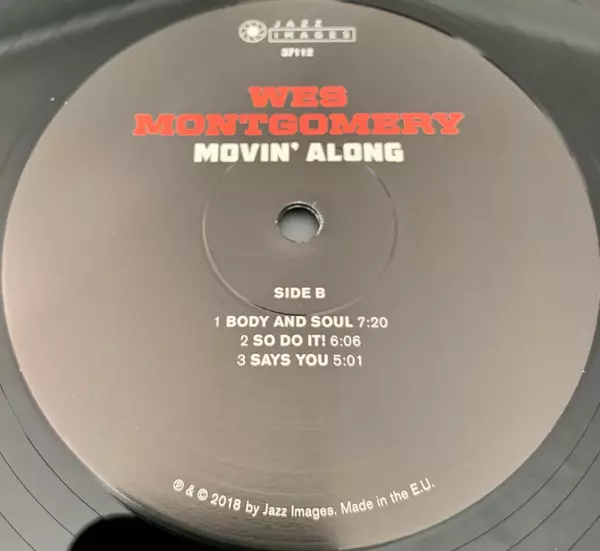 JAZZ
IMAGES
37112
WES
MONTGOMERY
MOVIN' ALONG
SIDE B
1 BODY AND SOUL 7:20
2 SO DO IT! 6:06
3 SAYS YOU 5:01
℗ & © 2018 by Jazz Images. Made in the E.U.